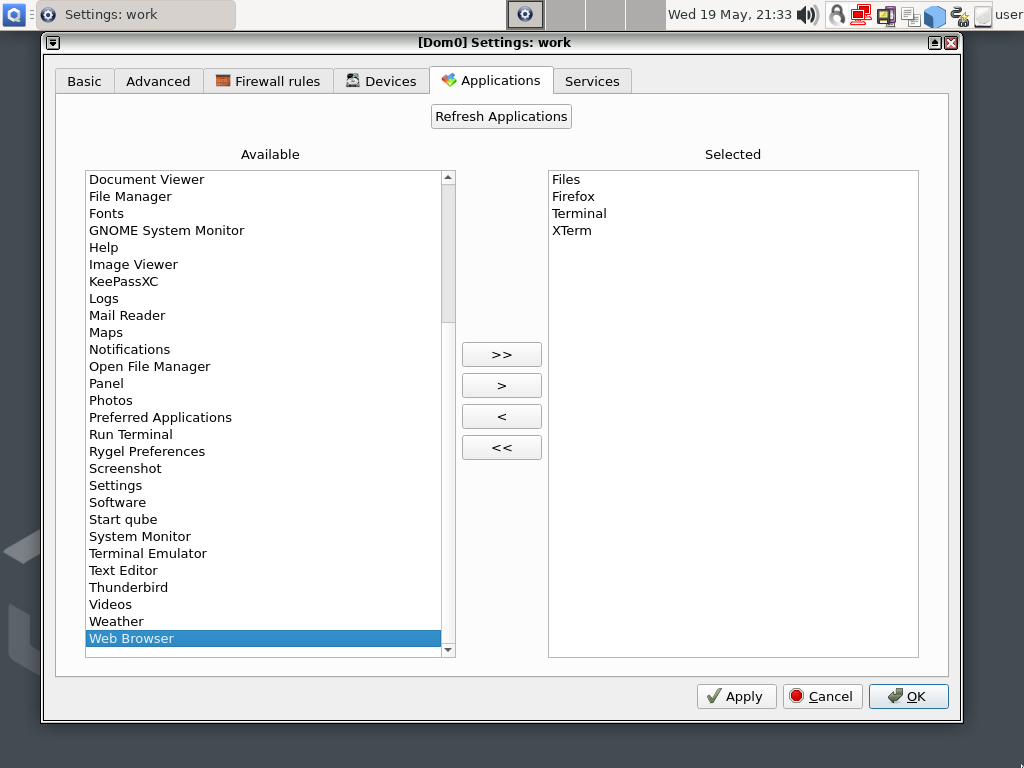 Settings: work
Wed 19 May, 21:33
user
[Dom0] Settings: work
Basic
Advanced
Firewall rules
Devices
Applications
Services
Refresh Applications
Available
Selected
Document Viewer
File Manager
Fonts
GNOME System Monitor
Help
Image Viewer
KeePassXC
Logs
Mail Reader
Maps
Notifications
Open File Manager
Panel
Photos
Preferred Applications
Run Terminal
Rygel Preferences
Screenshot
Settings
Software
Start qube
System Monitor
Terminal Emulator
Text Editor
Thunderbird
Videos
Weather
Web Browser
>>
>
<
<<
Files
Firefox
Terminal
XTerm
Apply
Cancel
OK